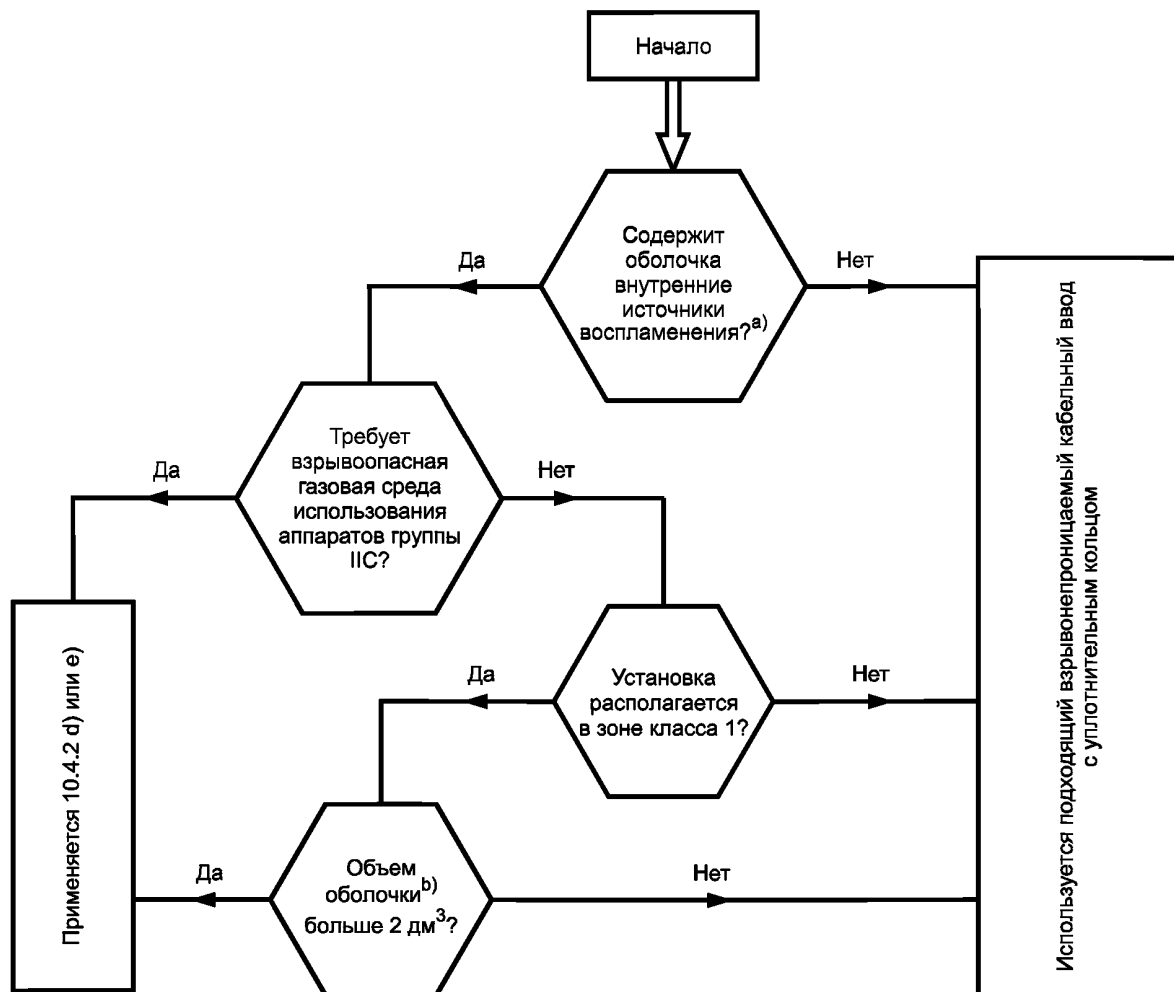 Начало
Содержит
оболочка
внутренние
источники
воспламенения?a)
Да
Нет
Требует
взрывоопасная
газовая среда
использования
аппаратов группы
IIC?
Да
Нет
Установка
располагается
в зоне класса 1?
Да
Нет
Объем
оболочкиb)
больше 2 дм3?
Да
Нет
Применяется 10.4.2 d) или e)
Используется подходящий взрывонепроницаемый кабельный ввод
с уплотнительным кольцом